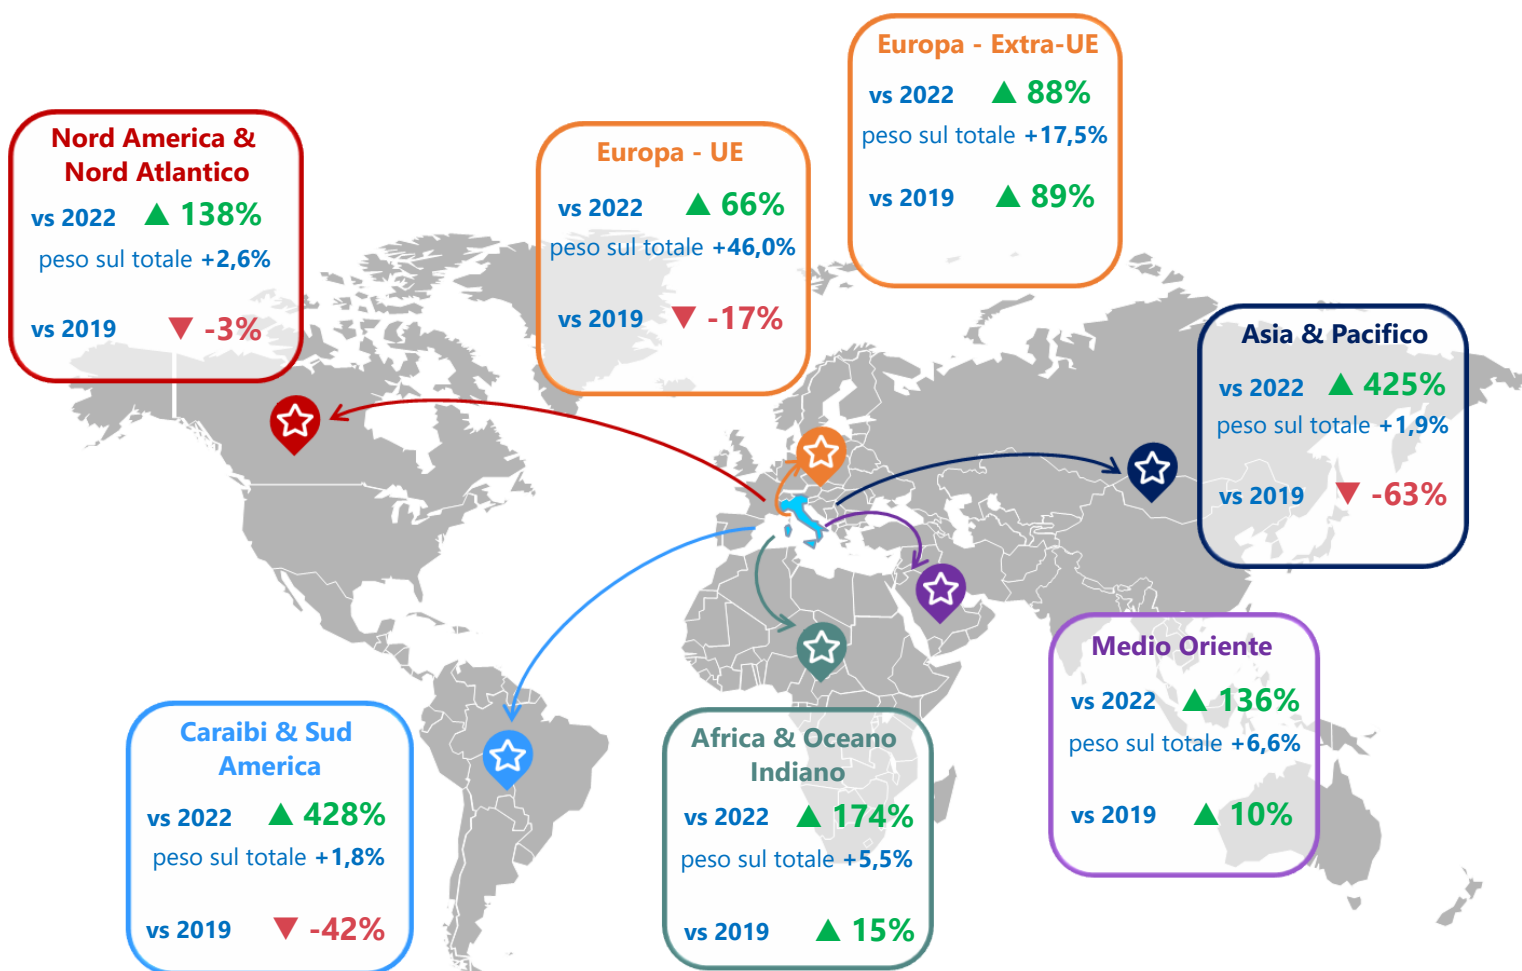 Europa - Extra-UE
vs 2022 ▲ 88%
peso sul totale +17,5%
vs 2019 ▲ 89%
Nord America &
Nord Atlantico
vs 2022 ▲ 138%
peso sul totale +2,6%
vs 2019 ▼ -3%
Europa - UE
vs 2022 ▲ 66%
peso sul totale +46,0%
vs 2019 ▼ -17%
Asia & Pacifico
vs 2022 ▲ 425%
peso sul totale +1,9%
vs 2019 ▼ -63%
Medio Oriente
vs 2022 ▲ 136%
peso sul totale +6,6%
vs 2019 ▲ 10%
Caraibi & Sud
America
vs 2022 ▲ 428%
peso sul totale +1,8%
vs 2019 ▼ -42%
Africa & Oceano
Indiano
vs 2022 ▲ 174%
peso sul totale +5,5%
vs 2019 ▲ 15%